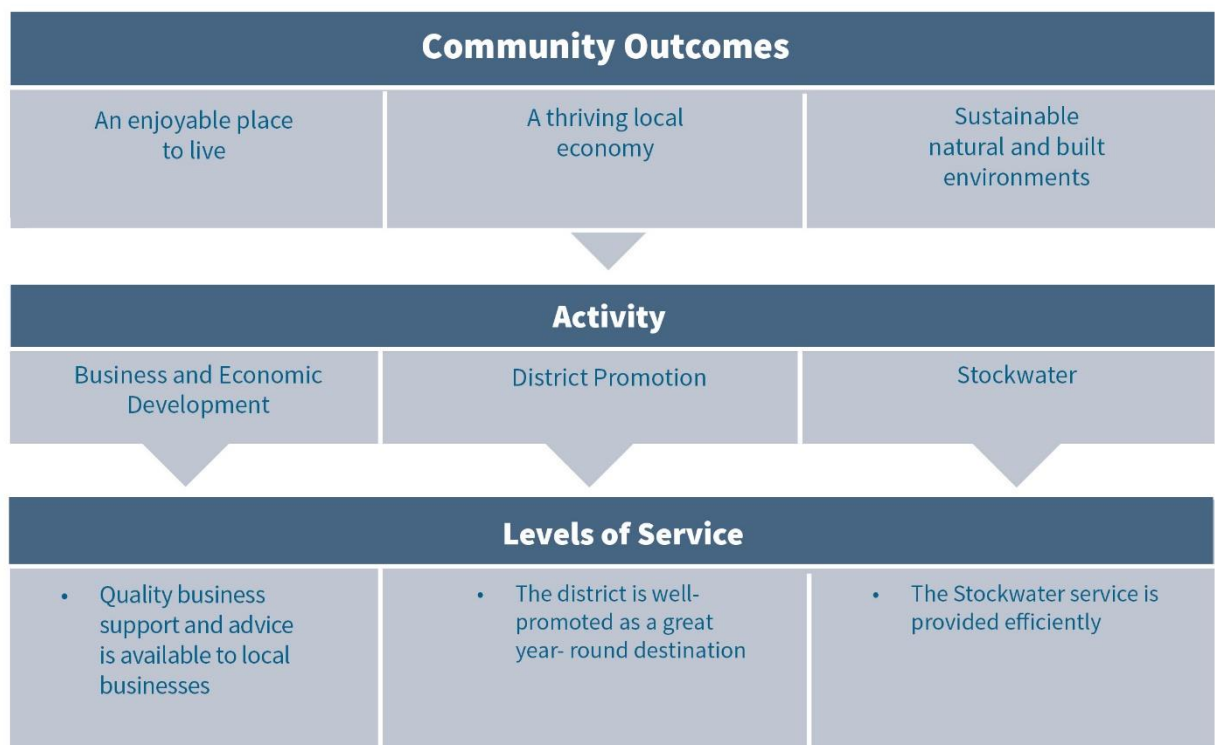 Community Outcomes
An enjoyable place
to live
A thriving local
economy
Sustainable
natural and built
environments
Activity
Business and Economic
Development
District Promotion
Stockwater
Levels of Service
• Quality business
support and advice
is available to local
businesses
• The district is well-
promoted as a great
year- round destination
• The Stockwater service is
provided efficiently